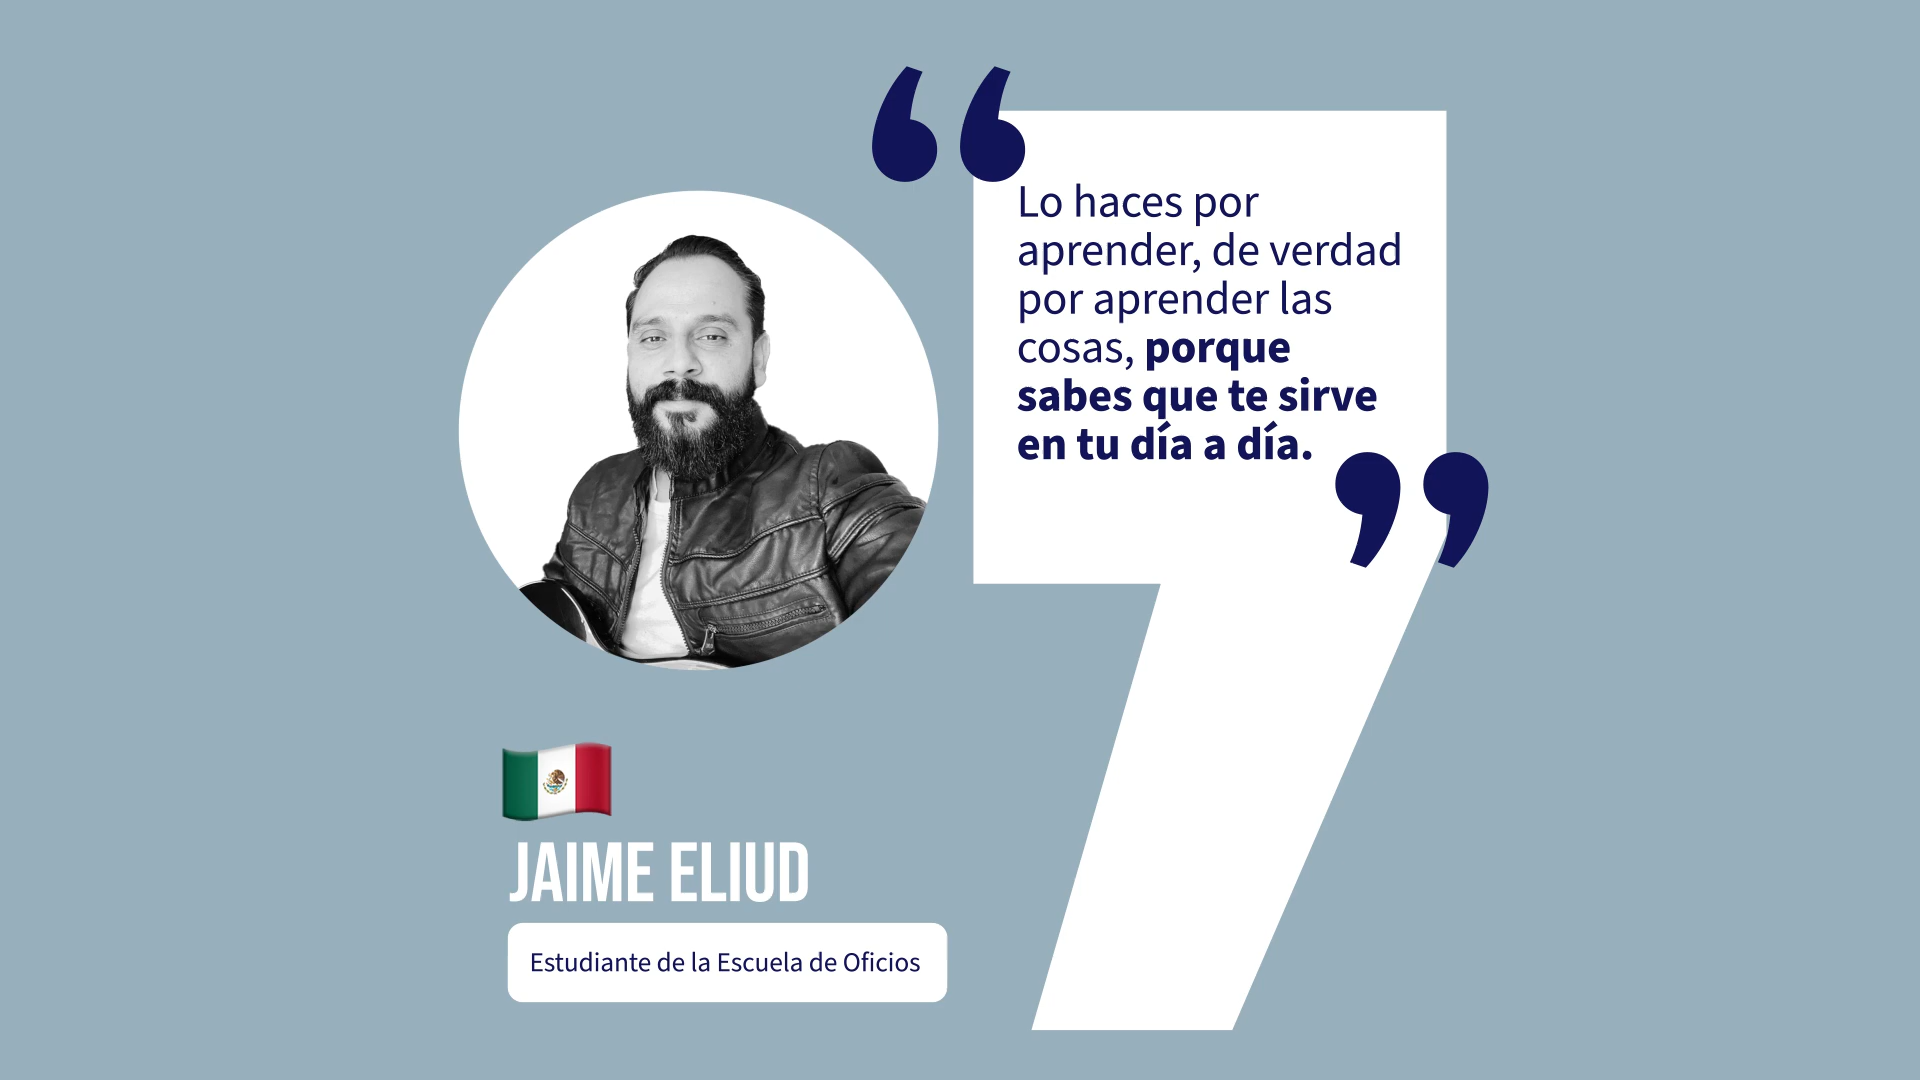 “
Lo haces por
aprender, de verdad
por aprender las
cosas, porque
sabes que te sirve
en tu día a día.
”
JAIME ELIUD
Estudiante de la Escuela de Oficios